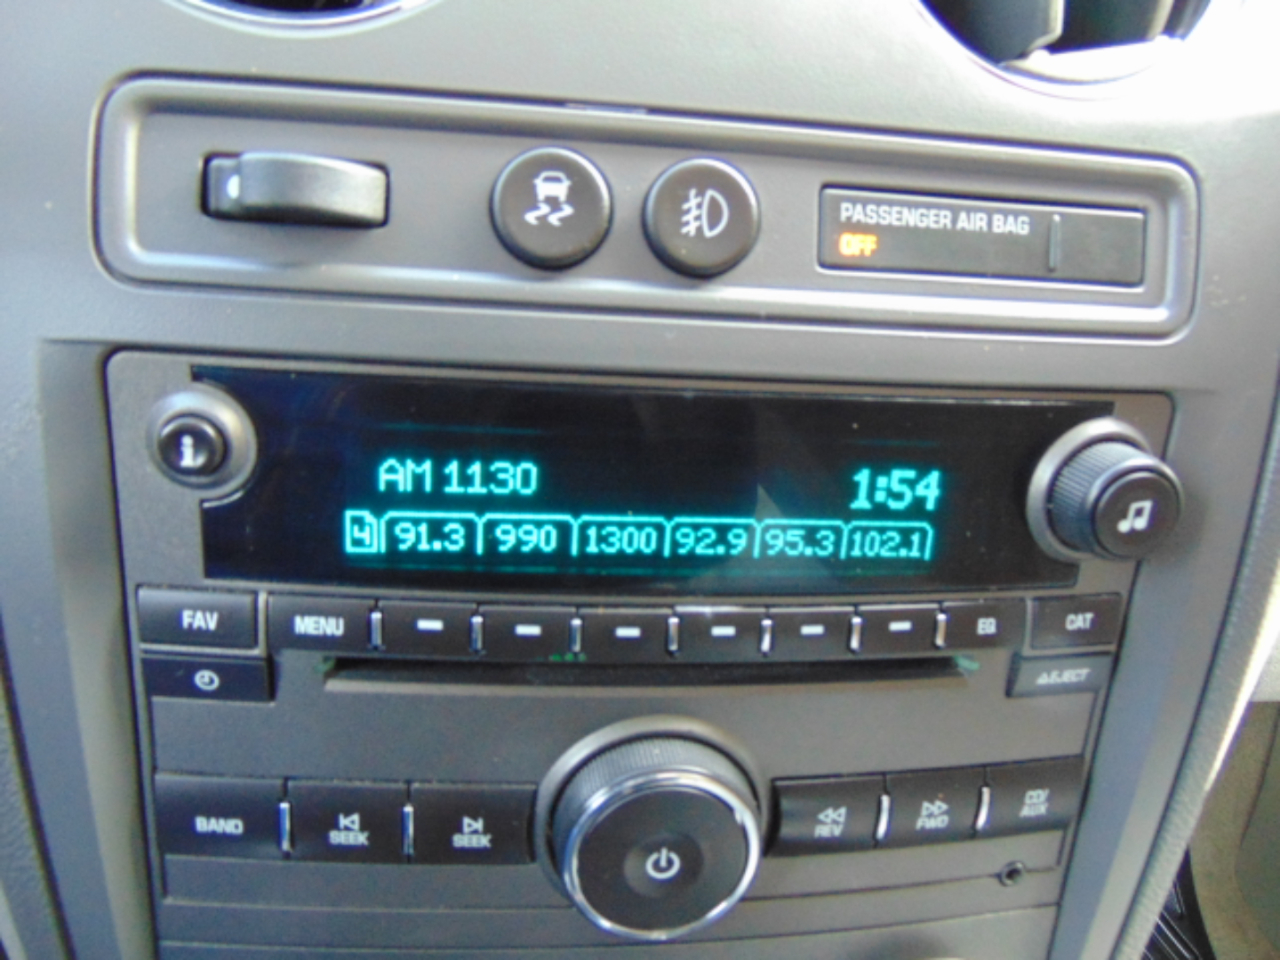 PASSENGER AIR BAG
OFF
AM 1130
1:54
4 91.3 990 1300 92.9 95.3 102.1
FAV
MENU
EQ
CAT
EJECT
BAND
SEEK
SEEK
REV
FWD
CD/
AUX